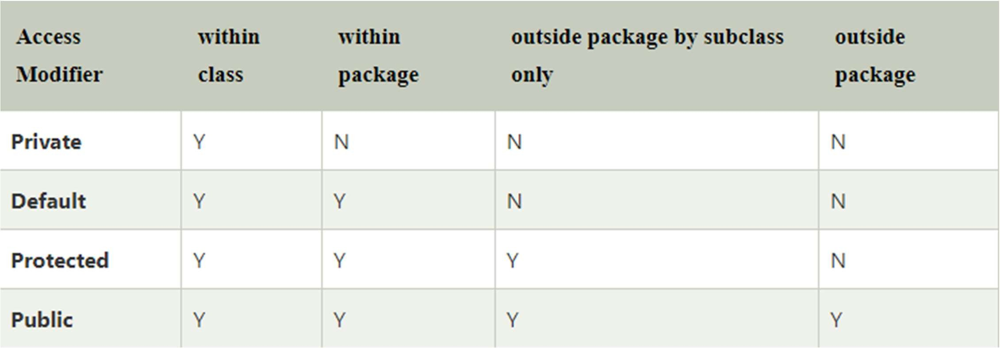 Access Modifier within class within package outside package by subclass only outside package
Private Y N N N
Default Y Y N N
Protected Y Y Y N
Public Y Y Y Y